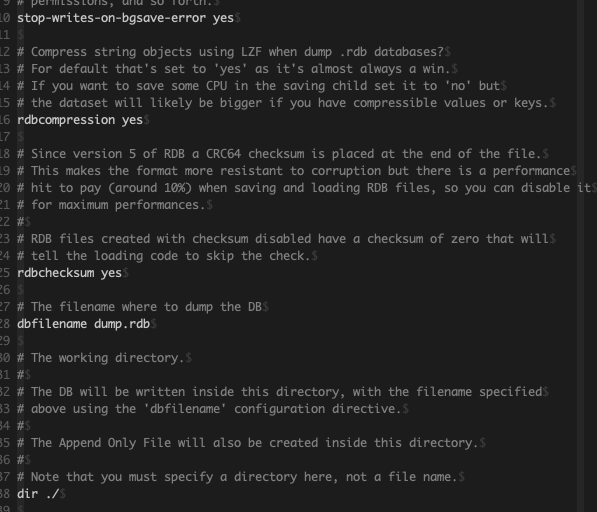 9 # permissions, and so forth.$
10 stop-writes-on-bgsave-error yes$
11 $
12 # Compress string objects using LZF when dump .rdb databases?$
13 # For default that's set to 'yes' as it's almost always a win.$
14 # If you want to save some CPU in the saving child set it to 'no' but$
15 # the dataset will likely be bigger if you have compressible values or keys.$
16 rdbcompression yes$
17 $
18 # Since version 5 of RDB a CRC64 checksum is placed at the end of the file.$
19 # This makes the format more resistant to corruption but there is a performance$
20 # hit to pay (around 10%) when saving and loading RDB files, so you can disable it$
21 # for maximum performances.$
22 #$
23 # RDB files created with checksum disabled have a checksum of zero that will$
24 # tell the loading code to skip the check.$
25 rdbchecksum yes$
26 $
27 # The filename where to dump the DB$
28 dbfilename dump.rdb$
29 $
30 # The working directory.$
31 #$
32 # The DB will be written inside this directory, with the filename specified$
33 # above using the 'dbfilename' configuration directive.$
34 #$
35 # The Append Only File will also be created inside this directory.$
36 #$
37 # Note that you must specify a directory here, not a file name.$
38 dir ./$
39 $